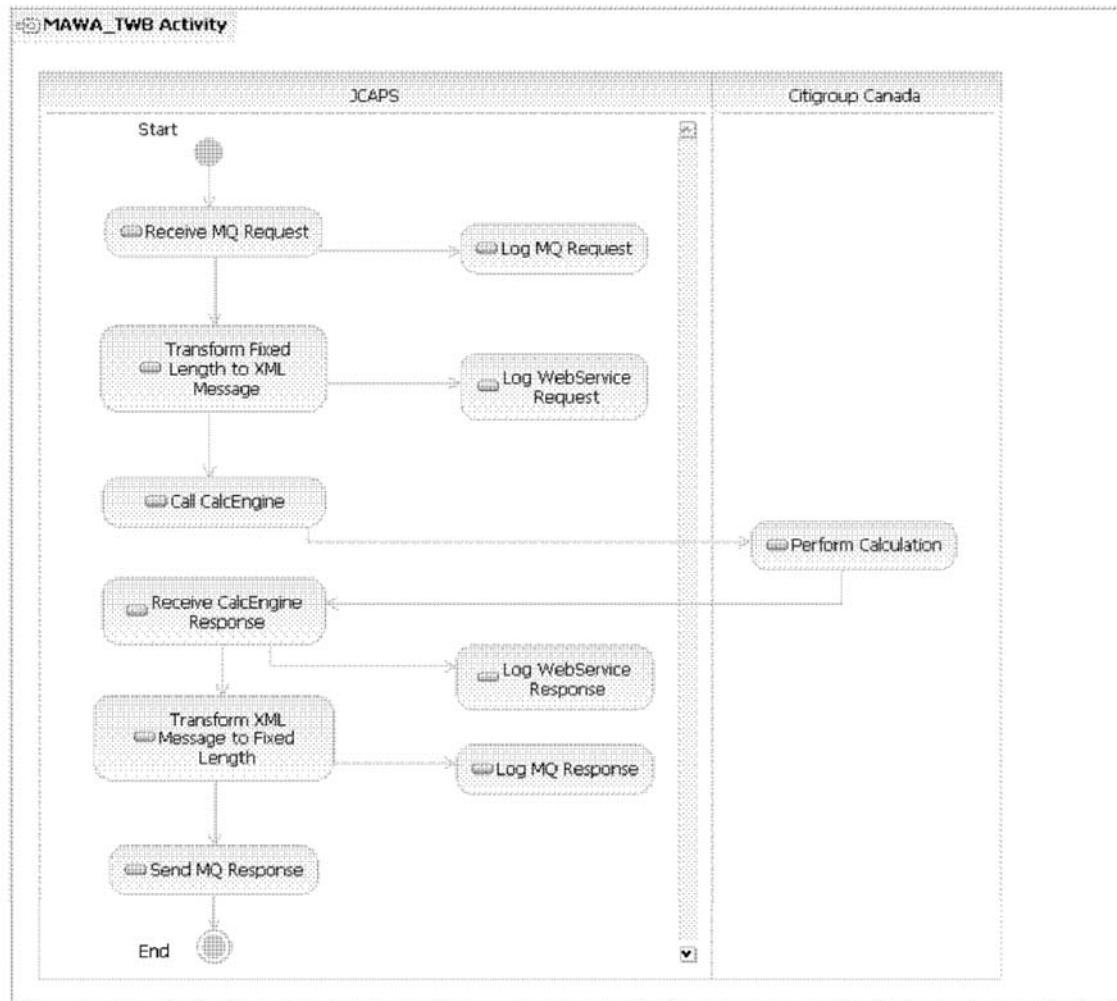 MAWA_TWB Activity
JCAPS
Citigroup Canada
Start
Receive MQ Request
Log MQ Request
Transform Fixed
Length to XML
Message
Log WebService
Request
Call CalcEngine
Perform Calculation
Receive CalcEngine
Response
Log WebService
Response
Transform XML
Message to Fixed
Length
Log MQ Response
Send MQ Response
End